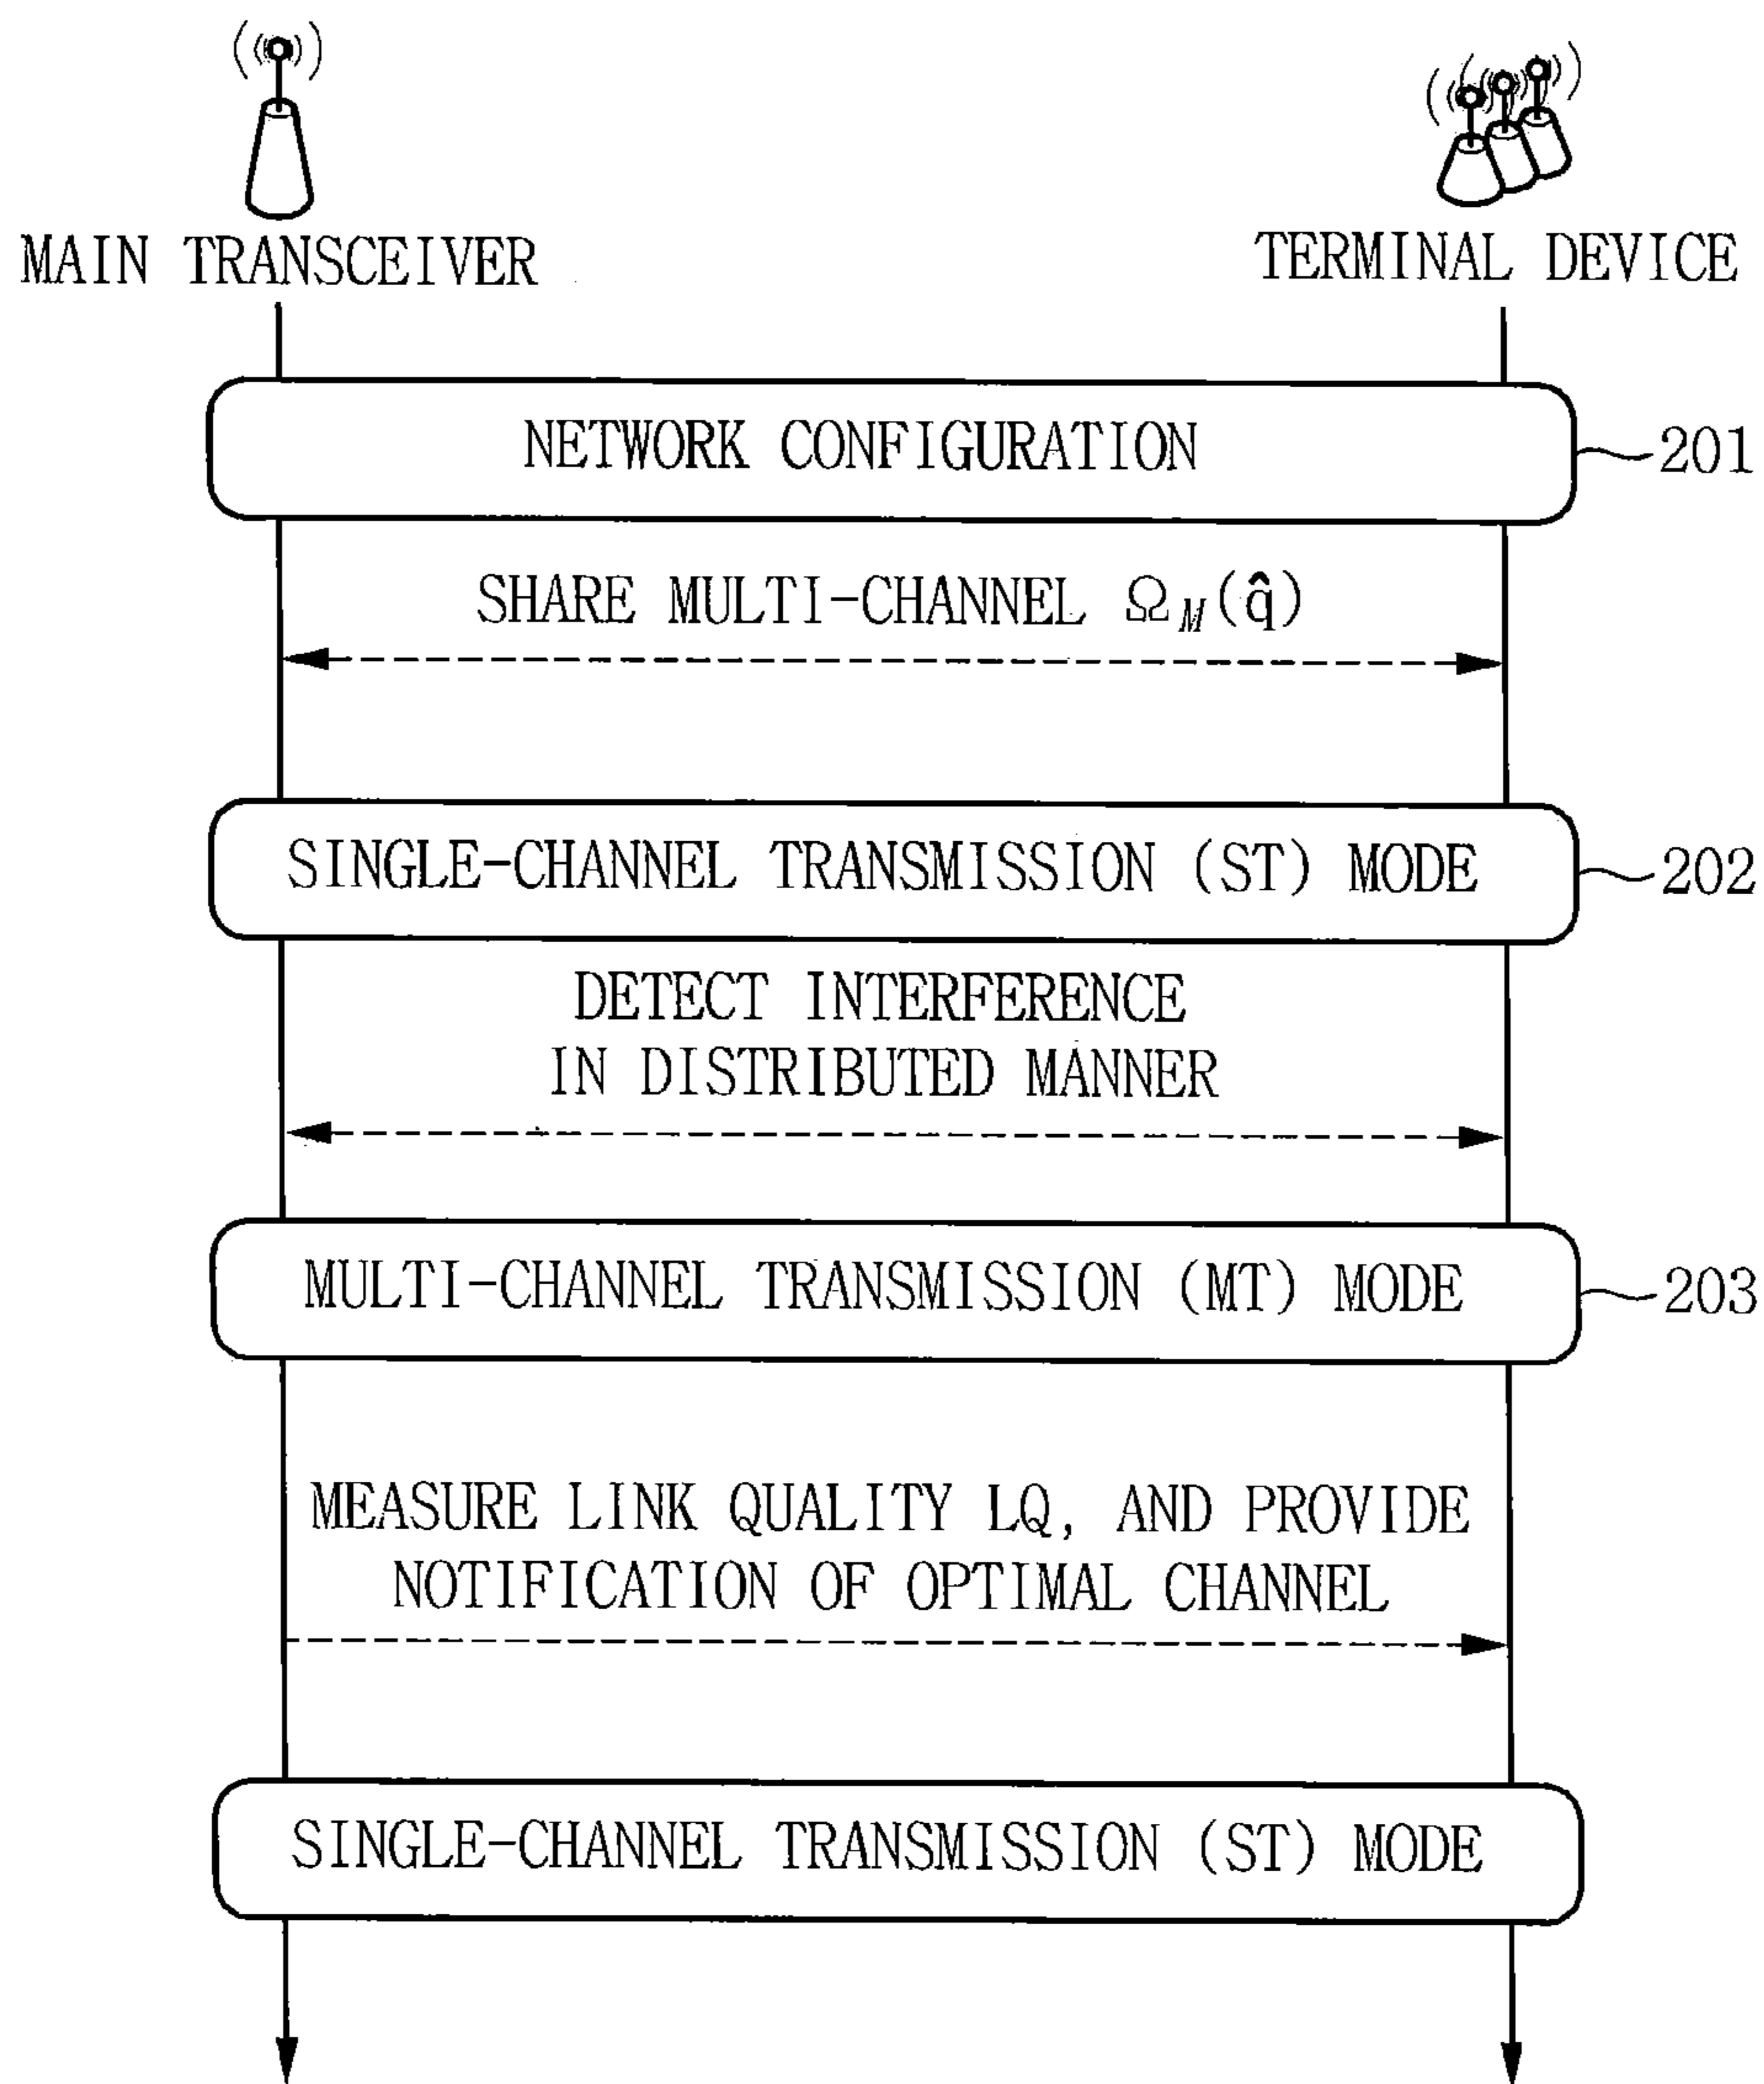 MAIN TRANSCEIVER
TERMINAL DEVICE
NETWORK CONFIGURATION
201
SHARE MULTI-CHANNEL Ω_M(q̂)
SINGLE-CHANNEL TRANSMISSION (ST) MODE
202
DETECT INTERFERENCE
IN DISTRIBUTED MANNER
MULTI-CHANNEL TRANSMISSION (MT) MODE
203
MEASURE LINK QUALITY LQ, AND PROVIDE
NOTIFICATION OF OPTIMAL CHANNEL
SINGLE-CHANNEL TRANSMISSION (ST) MODE